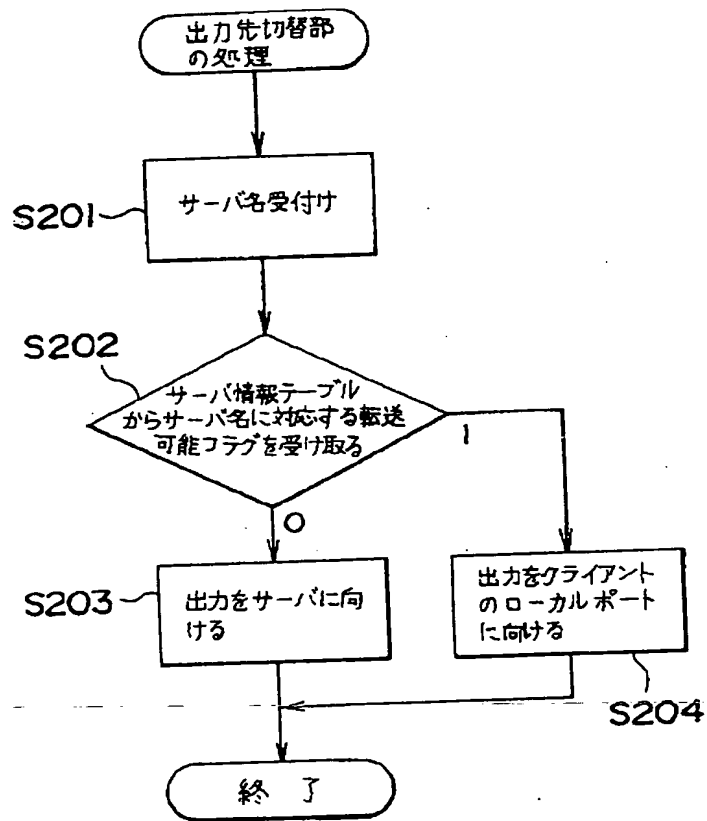 出力先切替部
の処理
S201
サーバ名受付け
S202
サーバ情報テーブル
からサーバ名に対応する転送
可能フラグを受け取る
1
0
S203
出力をサーバに向
ける
出力をクライアント
のローカルポート
に向ける
S204
終了